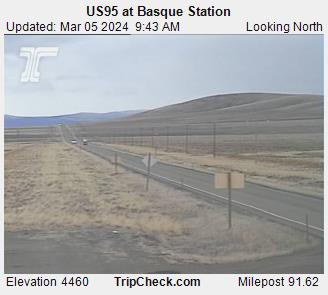 US95 at Basque Station
Updated: Mar 05 2024 9:43 AM Looking North
Elevation 4460 TripCheck.com Milepost 91.62